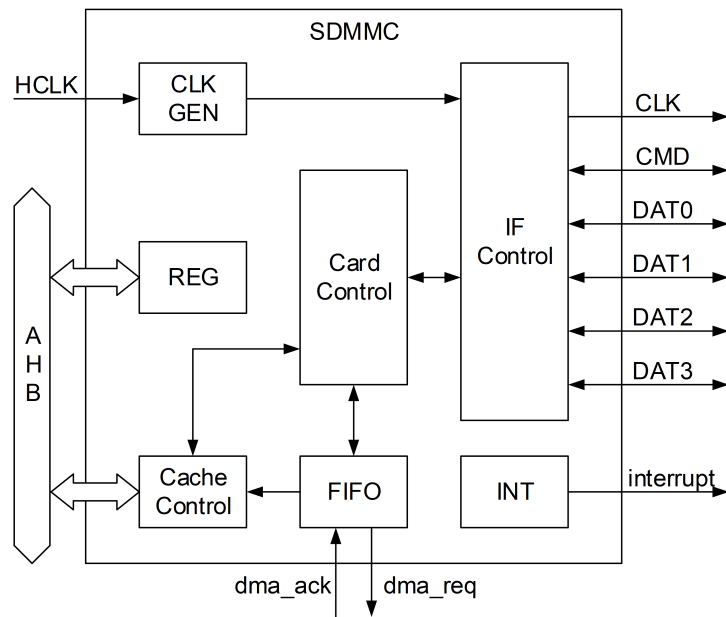 SDMMC
HCLK
CLK
GEN
CLK
CMD
DAT0
DAT1
DAT2
DAT3
IF
Control
Card
Control
REG
A
H
B
Cache
Control
FIFO
INT
interrupt
dma_ack
dma_req